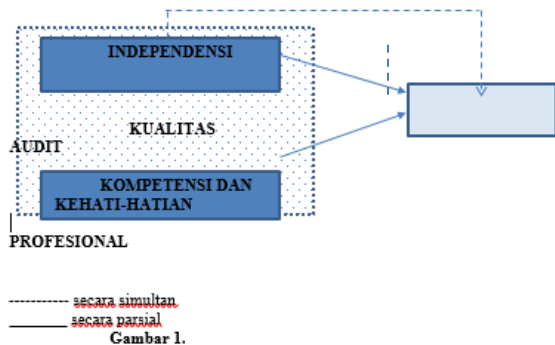 INDEPENDENSI
KUALITAS
AUDIT
KOMPETENSI DAN
KEHATI-HATIAN
PROFESIONAL
----------- secara simultan
________ secara parsial
Gambar 1.